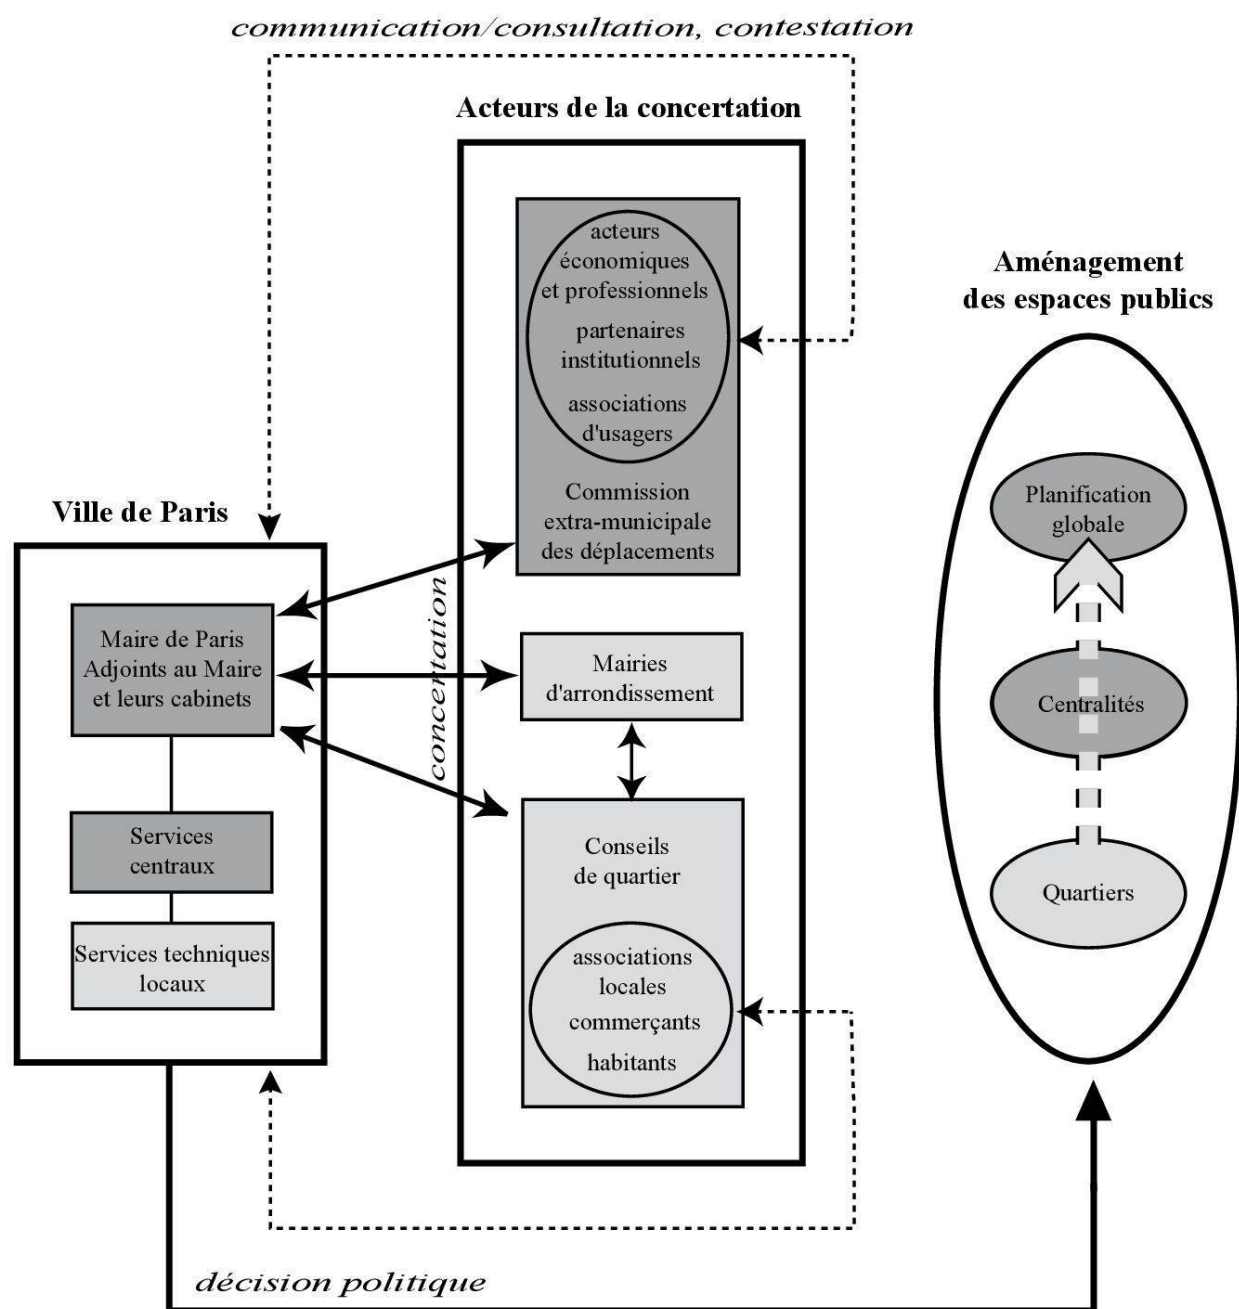 communication/consultation, contestation
Acteurs de la concertation
acteurs
économiques
et professionnels
partenaires
institutionnels
associations
d'usagers
Commission
extra-municipale
des déplacements
Aménagement
des espaces publics
Planification
globale
Centralités
Quartiers
Ville de Paris
Maire de Paris
Adjoints au Maire
et leurs cabinets
Services
centraux
Services techniques
locaux
concertation
Mairies
d'arrondissement
Conseils
de quartier
associations
locales
commerçants
habitants
décision politique